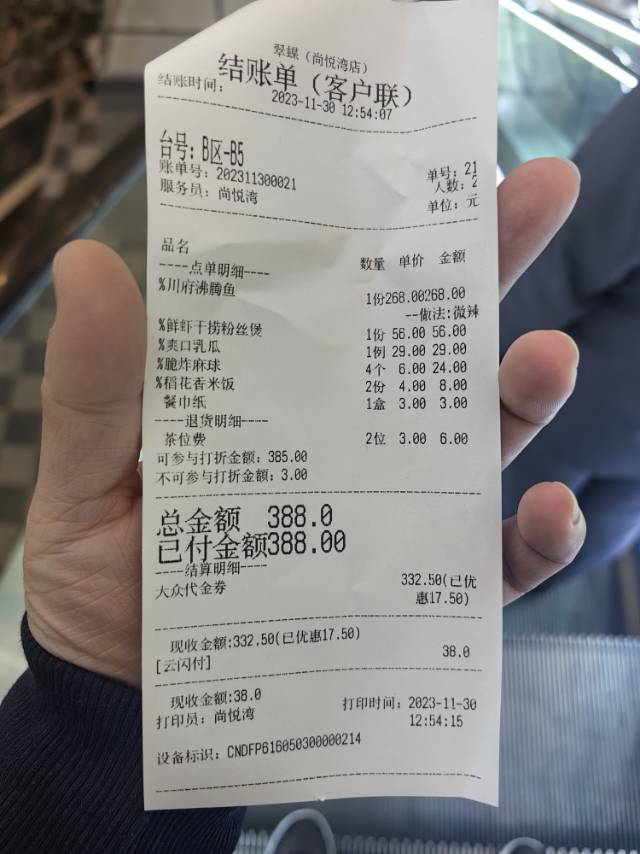 翠蝶（尚悦湾店）
结账单（客户联）
结账时间： 2023-11-30 12:54:07
台号：B区-B5
账单号：202311300021 单号：21
服务员：尚悦湾 人数：2
单位：元
品名 数量 单价 金额
----点单明细----
%川府沸腾鱼 1份268.00268.00
--做法：微辣
%鲜虾干捞粉丝煲 1份 56.00 56.00
%爽口乳瓜 1例 29.00 29.00
%脆炸麻球 4个 6.00 24.00
%稻花香米饭 2份 4.00 8.00
餐巾纸 1盒 3.00 3.00
----退货明细----
茶位费 2位 3.00 6.00
可参与打折金额：385.00
不可参与打折金额：3.00
总金额 388.0
已付金额388.00
----结算明细----
大众代金券 332.50(已优
惠17.50)
现收金额:332.50(已优惠17.50)
[云闪付] 38.0
现收金额:38.0
打印员：尚悦湾 打印时间：2023-11-30
12:54:15
设备标识：CNDFP616050300000214